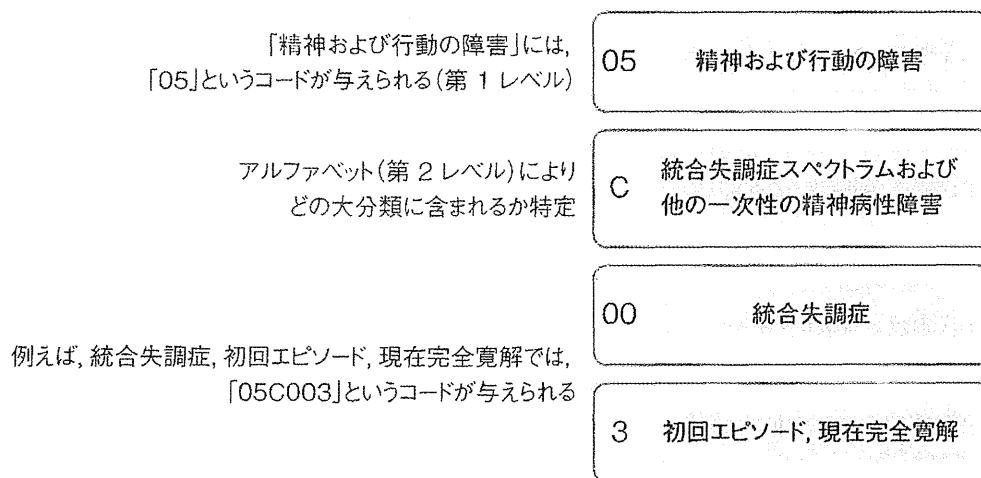 「精神および行動の障害」には,
「05」というコードが与えられる(第 1 レベル)
05 精神および行動の障害
アルファベット(第 2 レベル)により
どの大分類に含まれるか特定
C 統合失調症スペクトラムおよび
他の一次性の精神病性障害
00 統合失調症
例えば, 統合失調症, 初回エピソード, 現在完全寛解では,
「05C003」というコードが与えられる
3 初回エピソード, 現在完全寛解